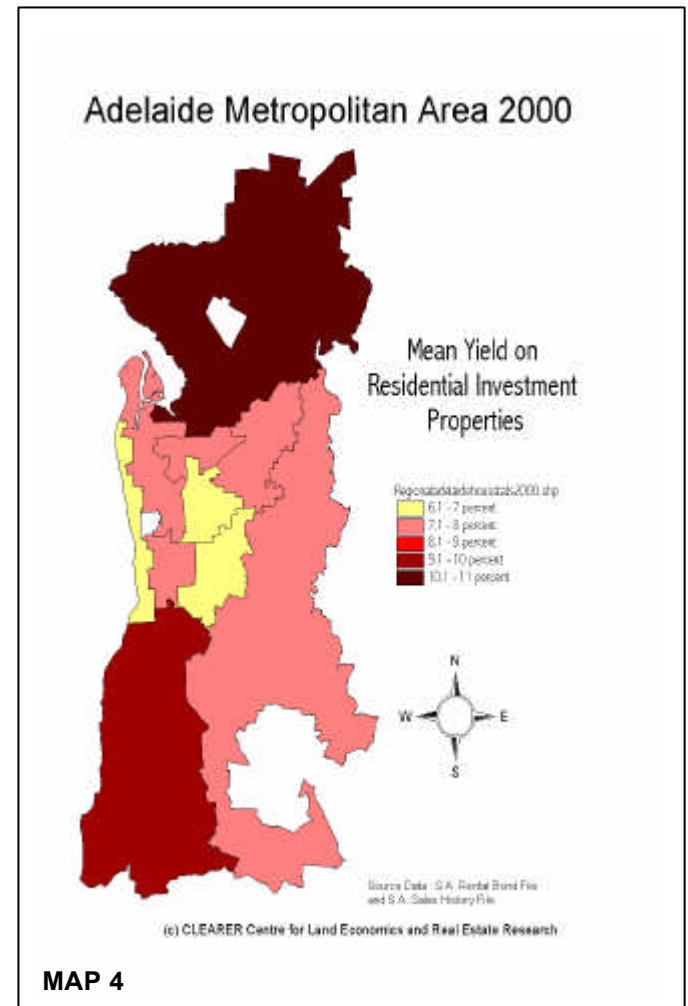 Adelaide Metropolitan Area 2000
Mean Yield on
Residential Investment
Properties
6.1 - 7 percent
7.1 - 8 percent
8.1 - 9 percent
9.1 - 10 percent
10.1 - 11 percent
N
W
E
S
Source Data : S.A. Rental Bond File
and S.A. Sales History File
(c) CLEARER Centre for Land Economics and Real Estate Research
MAP 4